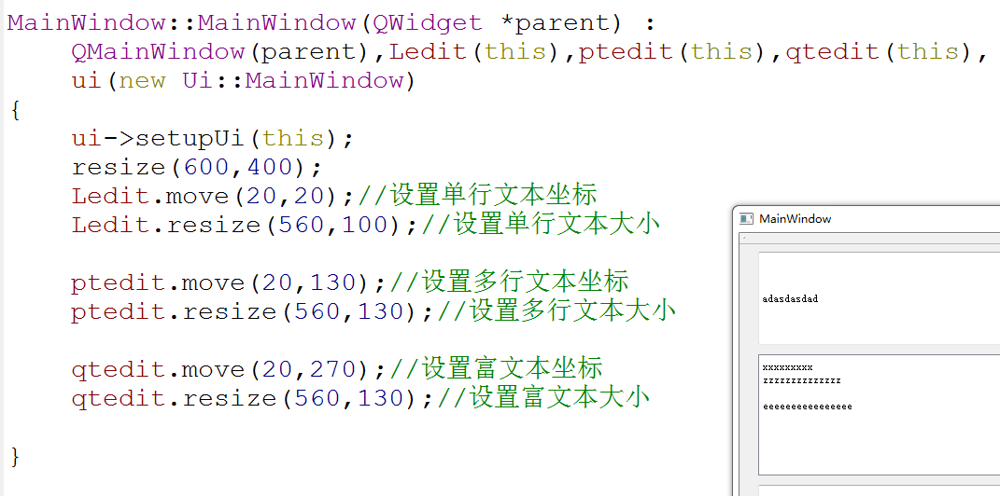 MainWindow::MainWindow(QWidget *parent) :
    QMainWindow(parent),Ledit(this),ptedit(this),qtedit(this),
    ui(new Ui::MainWindow)
{
    ui->setupUi(this);
    resize(600,400);
    Ledit.move(20,20);//设置单行文本坐标
    Ledit.resize(560,100);//设置单行文本大小
    ptedit.move(20,130);//设置多行文本坐标
    ptedit.resize(560,130);//设置多行文本大小
    qtedit.move(20,270);//设置富文本坐标
    qtedit.resize(560,130);//设置富文本大小
}
MainWindow
adasdasdad
xxxxxxxxx
zzzzzzzzzzzzzz
eeeeeeeeeeeeeeee